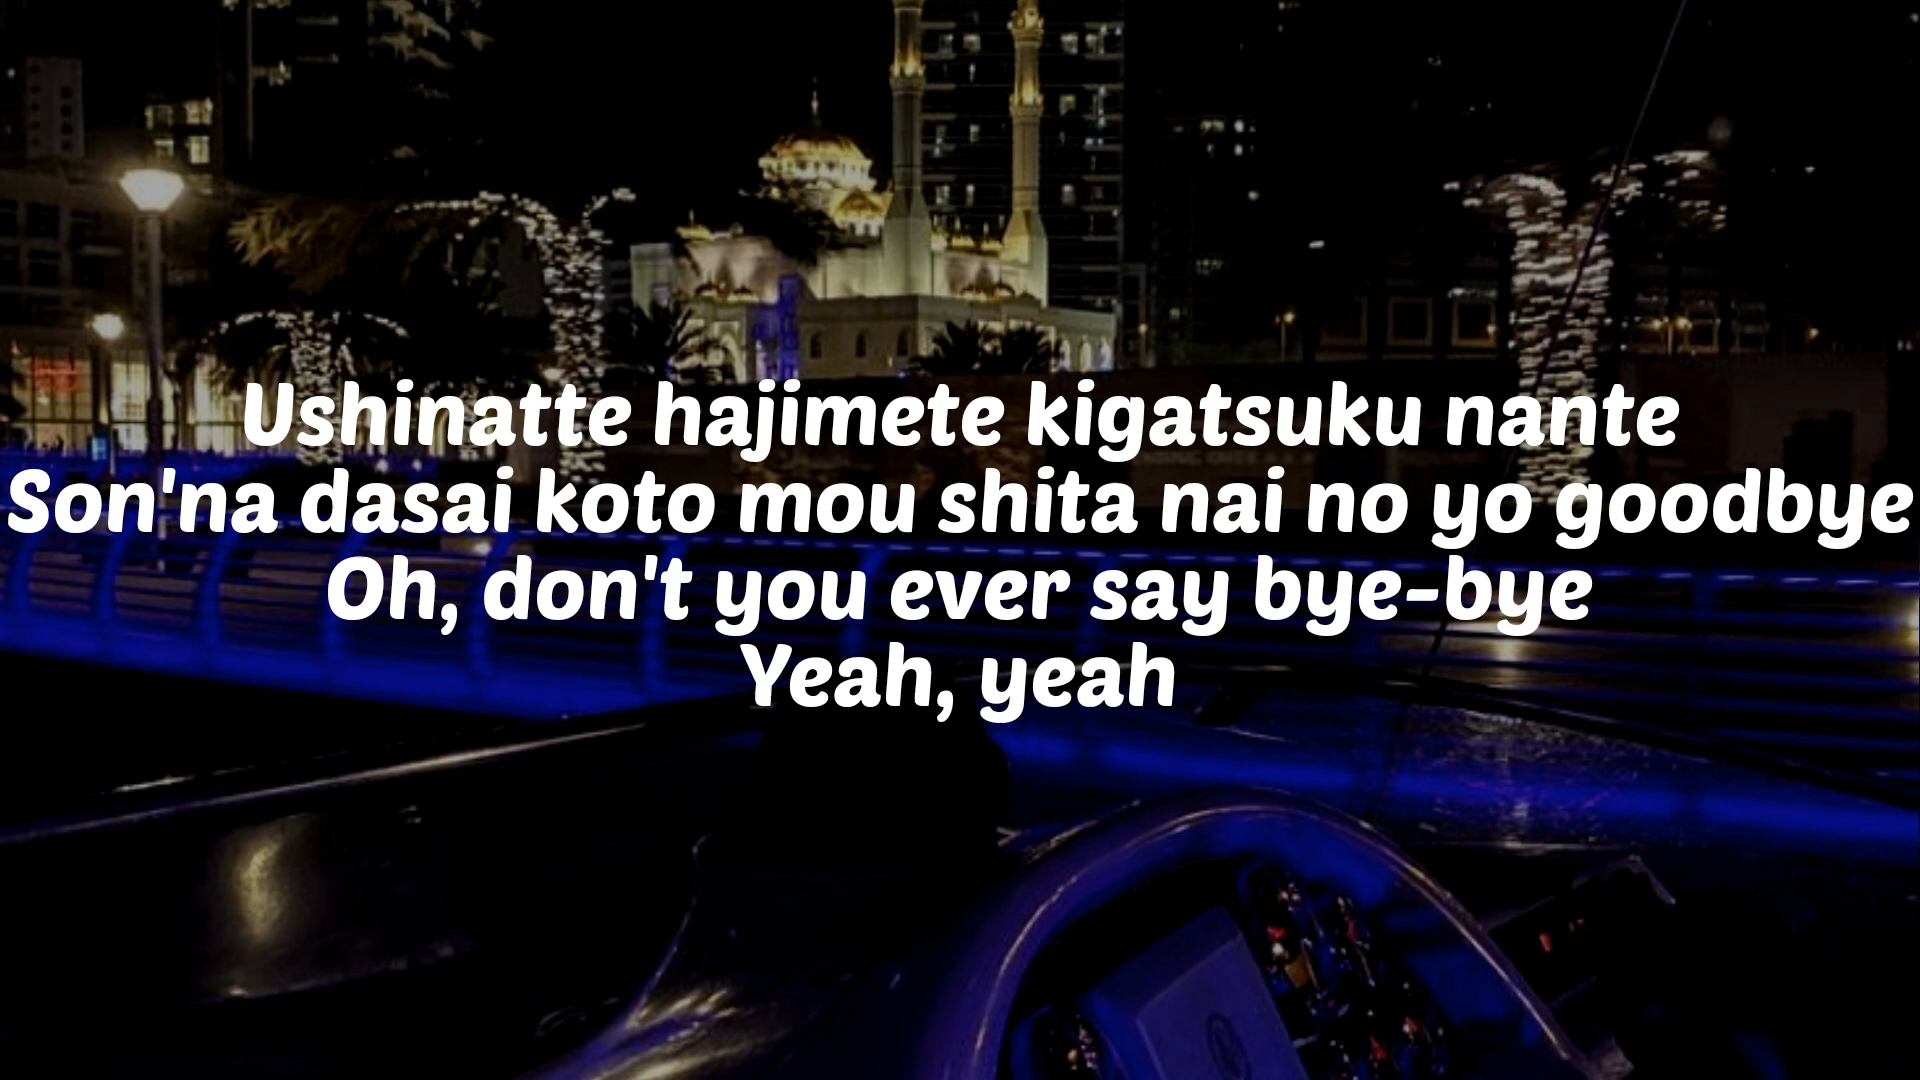 Ushinatte hajimete kigatsuku nante
Son'na dasai koto mou shita nai no yo goodbye
Oh, don't you ever say bye-bye
Yeah, yeah